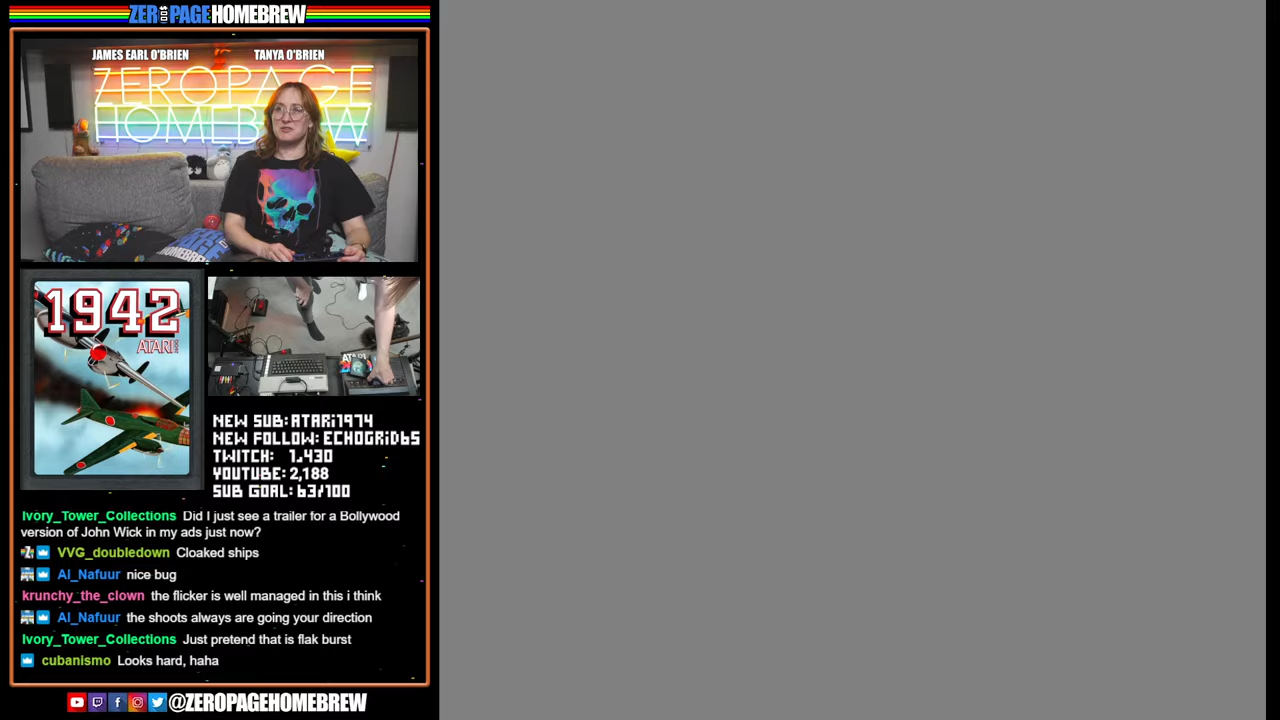 ZEROPAGE HOMEBREW
JAMES EARL O'BRIEN
TANYA O'BRIEN
ZEROPAGE
HOMEBREW
1942
ATARI
NEW SUB: ATARI1974
NEW FOLLOW: ECHOGRID65
TWITCH: 1,430
YOUTUBE: 2,188
SUB GOAL: 63/100
Ivory_Tower_Collections Did I just see a trailer for a Bollywood
version of John Wick in my ads just now?
VVG_doubledown Cloaked ships
Al_Nafuur nice bug
krunchy_the_clown the flicker is well managed in this i think
Al_Nafuur the shoots always are going your direction
Ivory_Tower_Collections Just pretend that is flak burst
cubanismo Looks hard, haha
@ZEROPAGEHOMEBREW